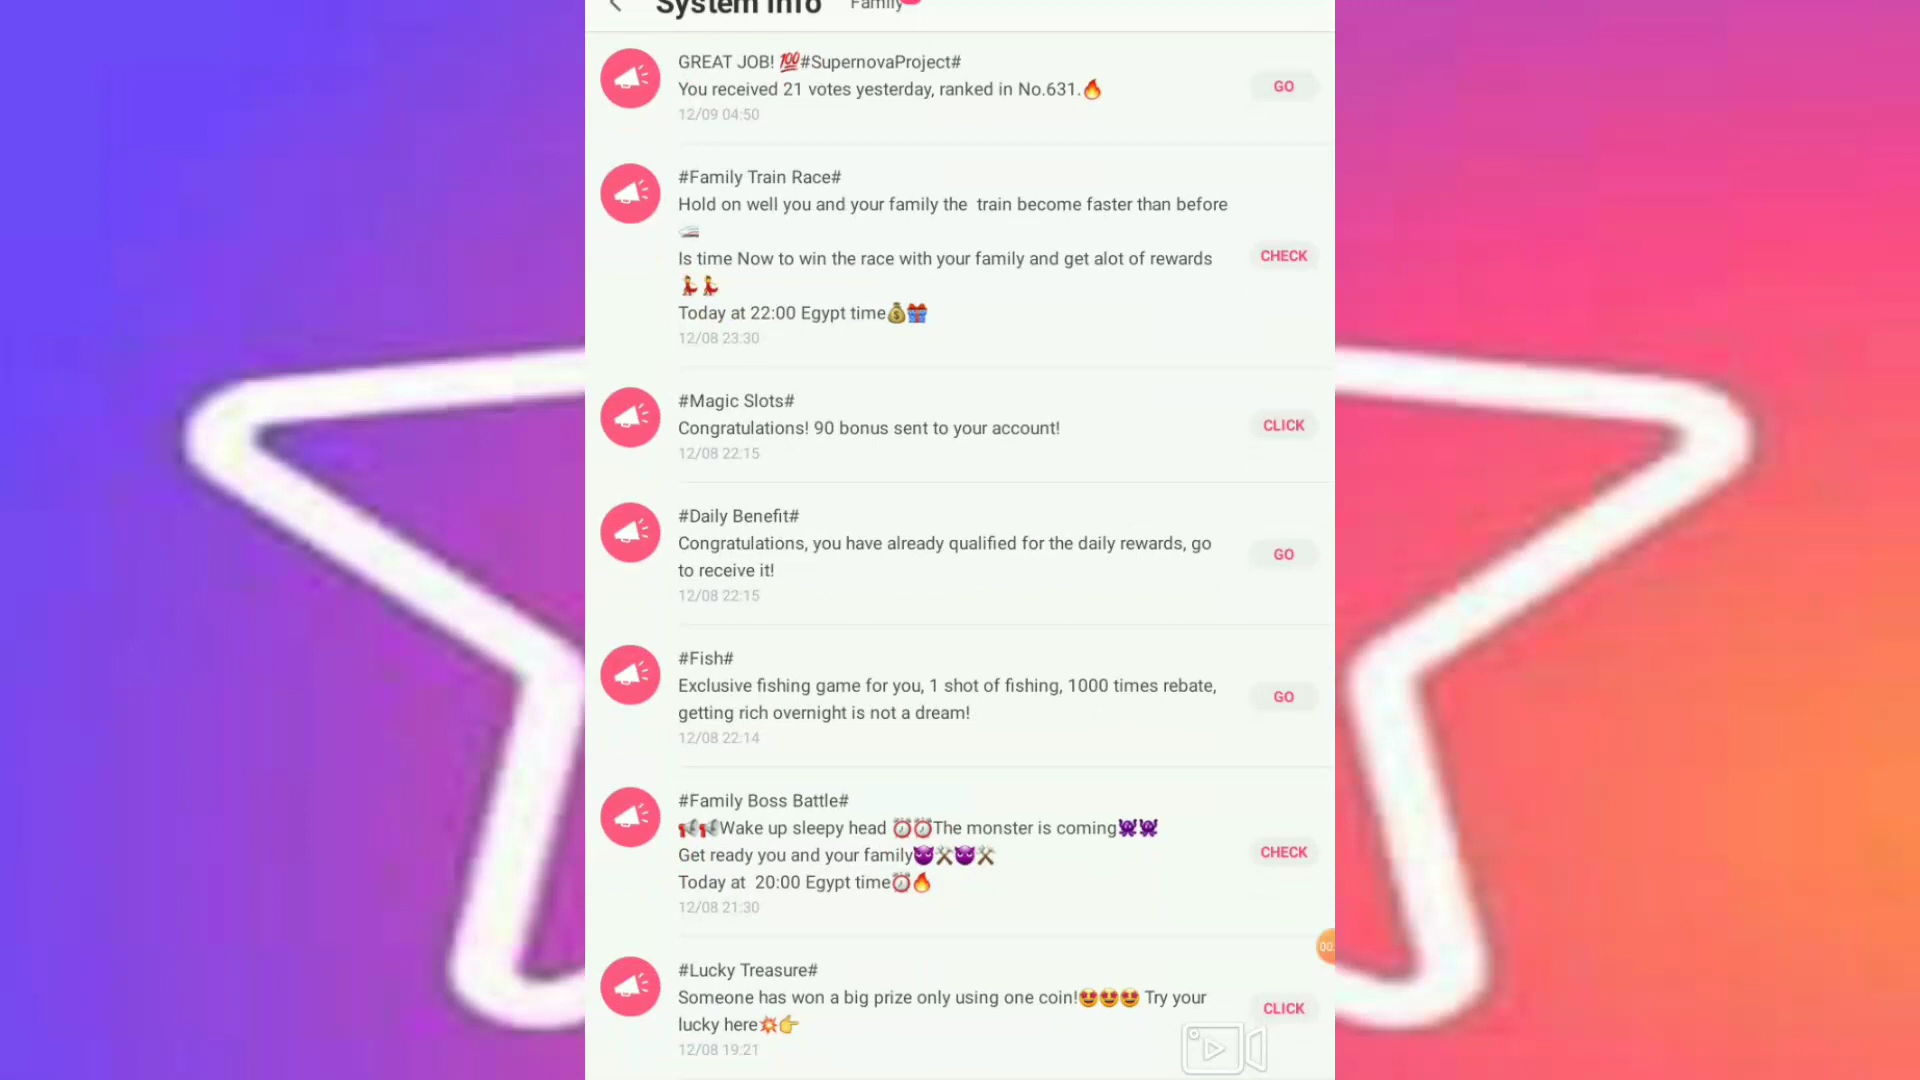 System Info Family
GREAT JOB! 💯#SupernovaProject#
You received 21 votes yesterday, ranked in No.631.🔥
12/09 04:50
GO
#Family Train Race#
Hold on well you and your family the  train become faster than before
🚄
Is time Now to win the race with your family and get alot of rewards
💃💃
Today at 22:00 Egypt time💰🎁
12/08 23:30
CHECK
#Magic Slots#
Congratulations! 90 bonus sent to your account!
12/08 22:15
CLICK
#Daily Benefit#
Congratulations, you have already qualified for the daily rewards, go
to receive it!
12/08 22:15
GO
#Fish#
Exclusive fishing game for you, 1 shot of fishing, 1000 times rebate,
getting rich overnight is not a dream!
12/08 22:14
GO
#Family Boss Battle#
📢📢Wake up sleepy head ⏰⏰The monster is coming👾👾
Get ready you and your family😈⚒😈⚒
Today at  20:00 Egypt time⏰🔥
12/08 21:30
CHECK
#Lucky Treasure#
Someone has won a big prize only using one coin!😍😍😍 Try your
lucky here💥👉
12/08 19:21
CLICK